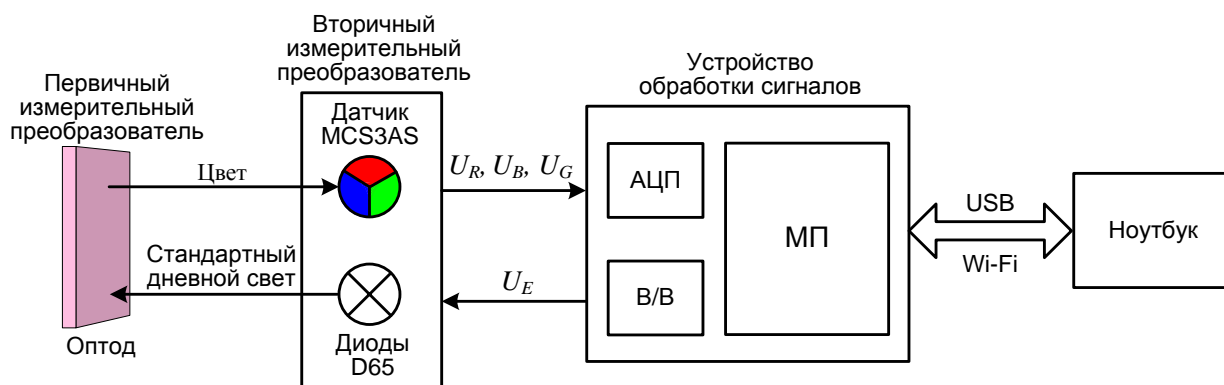 Первичный
измерительный
преобразователь
Оптод
Цвет
Стандартный
дневной свет
Вторичный
измерительный
преобразователь
Датчик
MCS3AS
Диоды
D65
U_R, U_B, U_G
U_E
Устройство
обработки сигналов
АЦП
В/В
МП
USB
Wi-Fi
Ноутбук